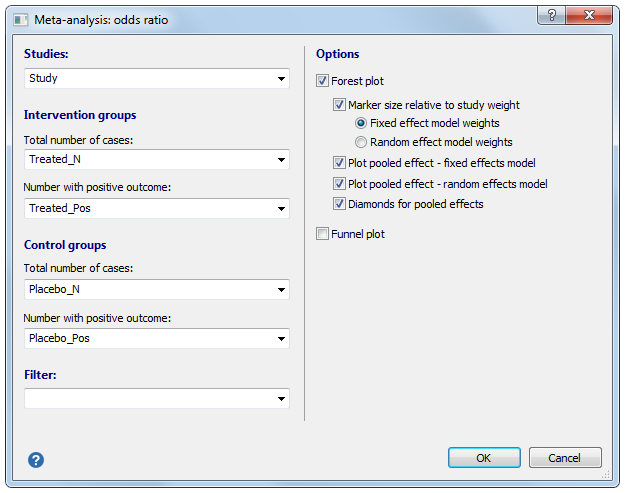 Meta-analysis: odds ratio
Studies:
Study
Intervention groups
Total number of cases:
Treated_N
Number with positive outcome:
Treated_Pos
Control groups
Total number of cases:
Placebo_N
Number with positive outcome:
Placebo_Pos
Filter:
Options
Forest plot
Marker size relative to study weight
Fixed effect model weights
Random effect model weights
Plot pooled effect - fixed effects model
Plot pooled effect - random effects model
Diamonds for pooled effects
Funnel plot
OK
Cancel